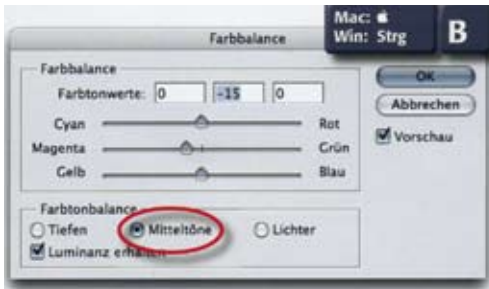 Mac:
Win: Strg
B
Farbbalance
Farbbalance
Farbtonwerte: 0 -15 0
OK
Abbrechen
Vorschau
Cyan Rot
Magenta Grün
Gelb Blau
Farbtonbalance
Tiefen Mitteltöne Lichter
Luminanz erhalten